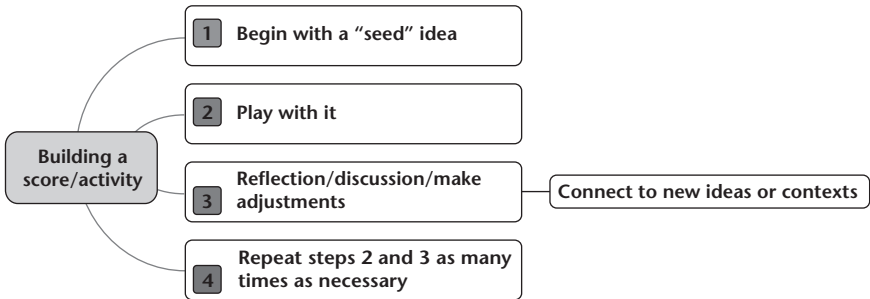 1 Begin with a “seed” idea
2 Play with it
Building a
score/activity
3 Reflection/discussion/make
adjustments
Connect to new ideas or contexts
4 Repeat steps 2 and 3 as many
times as necessary